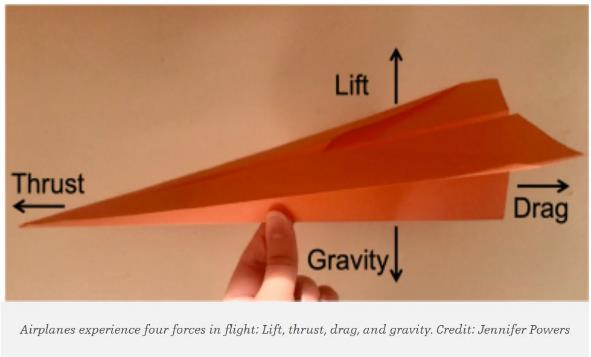 Lift
Thrust
Drag
Gravity
Airplanes experience four forces in flight: Lift, thrust, drag, and gravity. Credit: Jennifer Powers